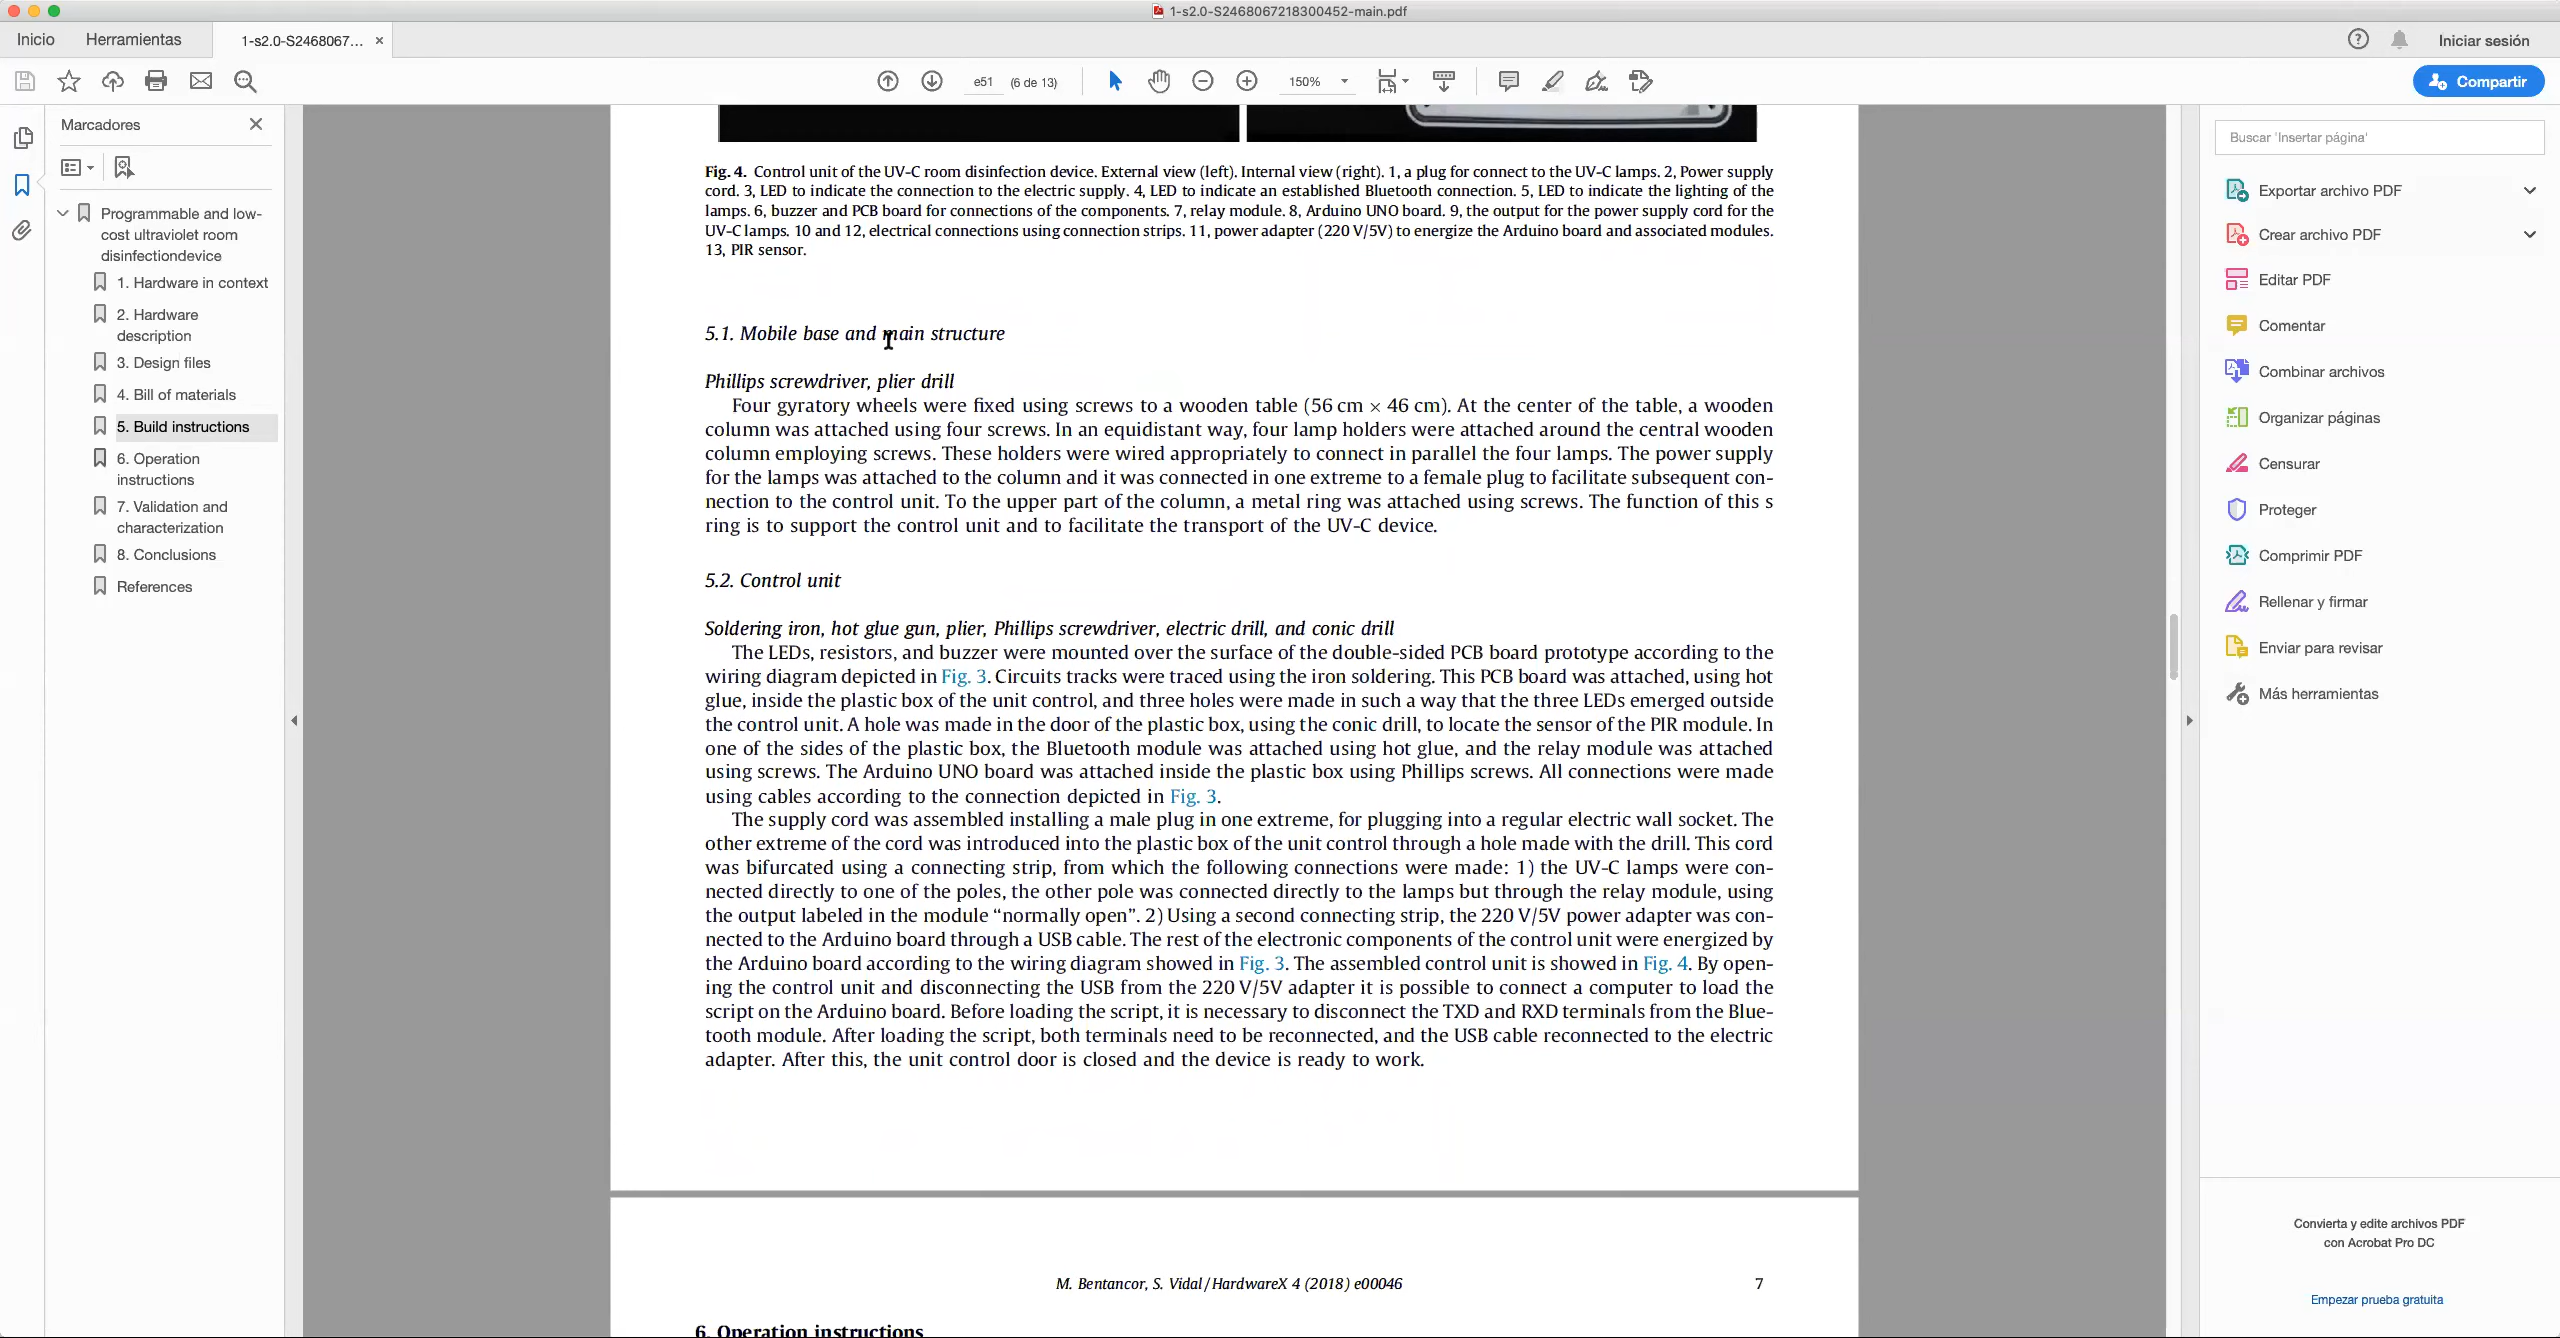 1-s2.0-S2468067218300452-main.pdf
Inicio
Herramientas
1-s2.0-S2468067...
Iniciar sesión
e51
(6 de 13)
150%
Compartir
Marcadores
Programmable and low-
cost ultraviolet room
disinfectiondevice
1. Hardware in context
2. Hardware
description
3. Design files
4. Bill of materials
5. Build instructions
6. Operation
instructions
7. Validation and
characterization
8. Conclusions
References
Fig. 4. Control unit of the UV-C room disinfection device. External view (left). Internal view (right). 1, a plug for connect to the UV-C lamps. 2, Power supply
cord. 3, LED to indicate the connection to the electric supply. 4, LED to indicate an established Bluetooth connection. 5, LED to indicate the lighting of the
lamps. 6, buzzer and PCB board for connections of the components. 7, relay module. 8, Arduino UNO board. 9, the output for the power supply cord for the
UV-C lamps. 10 and 12, electrical connections using connection strips. 11, power adapter (220 V/5V) to energize the Arduino board and associated modules.
13, PIR sensor.
5.1. Mobile base and main structure
Phillips screwdriver, plier drill
Four gyratory wheels were fixed using screws to a wooden table (56 cm × 46 cm). At the center of the table, a wooden
column was attached using four screws. In an equidistant way, four lamp holders were attached around the central wooden
column employing screws. These holders were wired appropriately to connect in parallel the four lamps. The power supply
for the lamps was attached to the column and it was connected in one extreme to a female plug to facilitate subsequent con-
nection to the control unit. To the upper part of the column, a metal ring was attached using screws. The function of this s
ring is to support the control unit and to facilitate the transport of the UV-C device.
5.2. Control unit
Soldering iron, hot glue gun, plier, Phillips screwdriver, electric drill, and conic drill
The LEDs, resistors, and buzzer were mounted over the surface of the double-sided PCB board prototype according to the
wiring diagram depicted in Fig. 3. Circuits tracks were traced using the iron soldering. This PCB board was attached, using hot
glue, inside the plastic box of the unit control, and three holes were made in such a way that the three LEDs emerged outside
the control unit. A hole was made in the door of the plastic box, using the conic drill, to locate the sensor of the PIR module. In
one of the sides of the plastic box, the Bluetooth module was attached using hot glue, and the relay module was attached
using screws. The Arduino UNO board was attached inside the plastic box using Phillips screws. All connections were made
using cables according to the connection depicted in Fig. 3.
The supply cord was assembled installing a male plug in one extreme, for plugging into a regular electric wall socket. The
other extreme of the cord was introduced into the plastic box of the unit control through a hole made with the drill. This cord
was bifurcated using a connecting strip, from which the following connections were made: 1) the UV-C lamps were con-
nected directly to one of the poles, the other pole was connected directly to the lamps but through the relay module, using
the output labeled in the module “normally open”. 2) Using a second connecting strip, the 220 V/5V power adapter was con-
nected to the Arduino board through a USB cable. The rest of the electronic components of the control unit were energized by
the Arduino board according to the wiring diagram showed in Fig. 3. The assembled control unit is showed in Fig. 4. By open-
ing the control unit and disconnecting the USB from the 220 V/5V adapter it is possible to connect a computer to load the
script on the Arduino board. Before loading the script, it is necessary to disconnect the TXD and RXD terminals from the Blue-
tooth module. After loading the script, both terminals need to be reconnected, and the USB cable reconnected to the electric
adapter. After this, the unit control door is closed and the device is ready to work.
M. Bentancor, S. Vidal / HardwareX 4 (2018) e00046
7
6. Operation instructions
Buscar 'Insertar página'
Exportar archivo PDF
Crear archivo PDF
Editar PDF
Comentar
Combinar archivos
Organizar páginas
Censurar
Proteger
Comprimir PDF
Rellenar y firmar
Enviar para revisar
Más herramientas
Convierta y edite archivos PDF
con Acrobat Pro DC
Empezar prueba gratuita